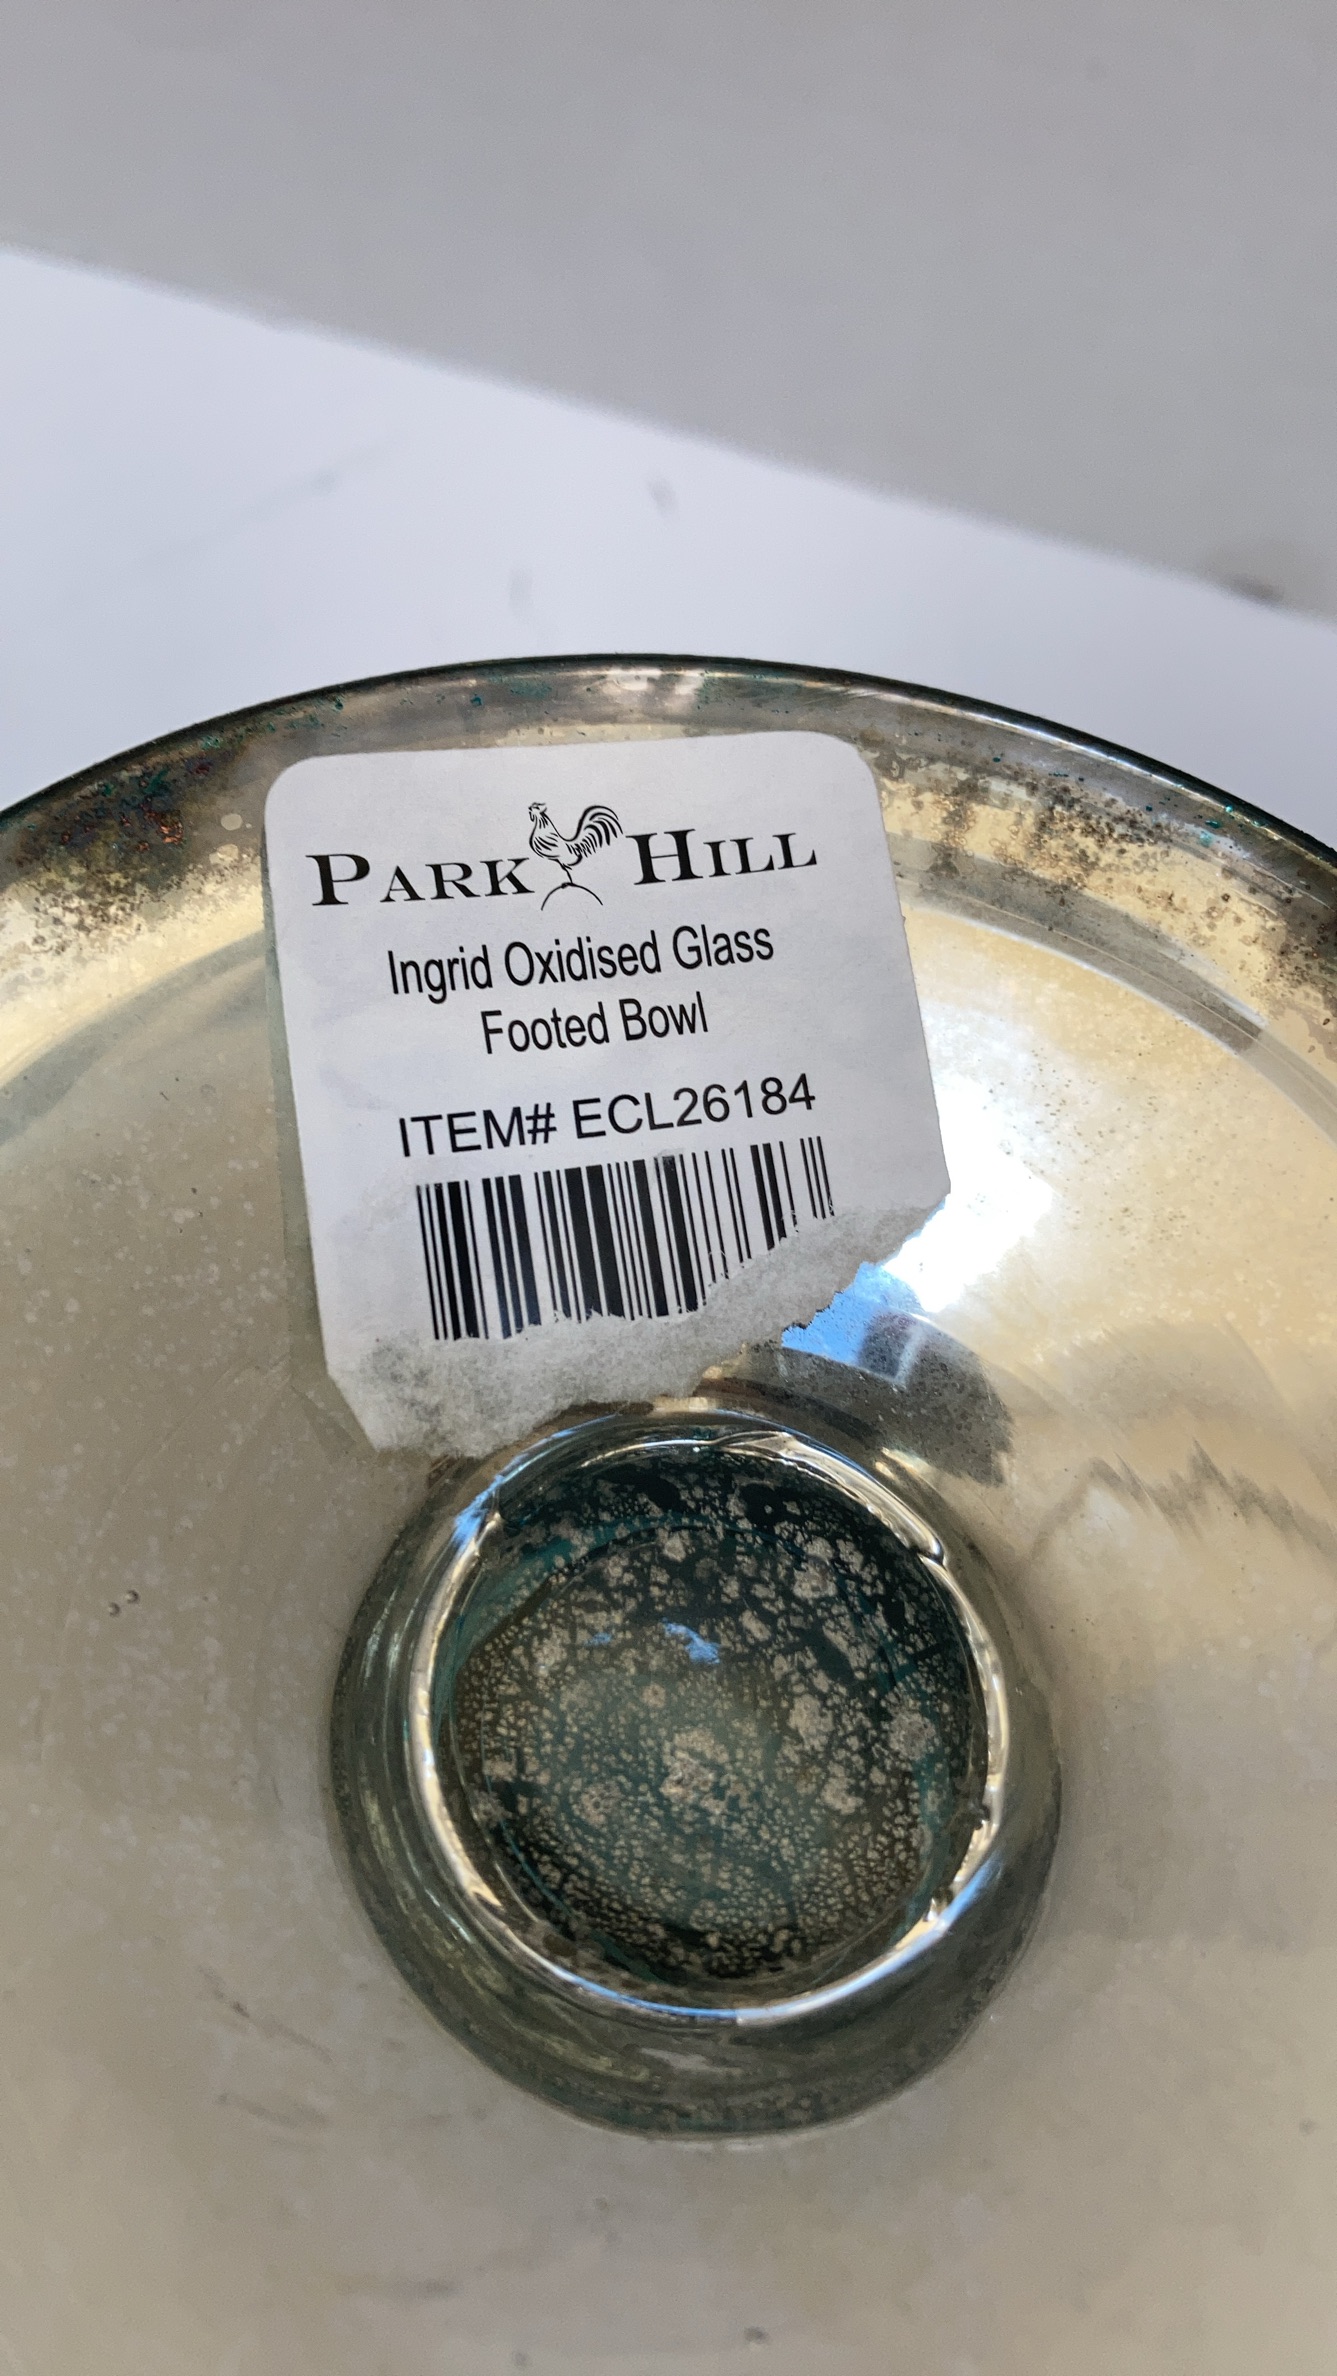 PARK HILL
Ingrid Oxidised Glass
Footed Bowl
ITEM# ECL26184